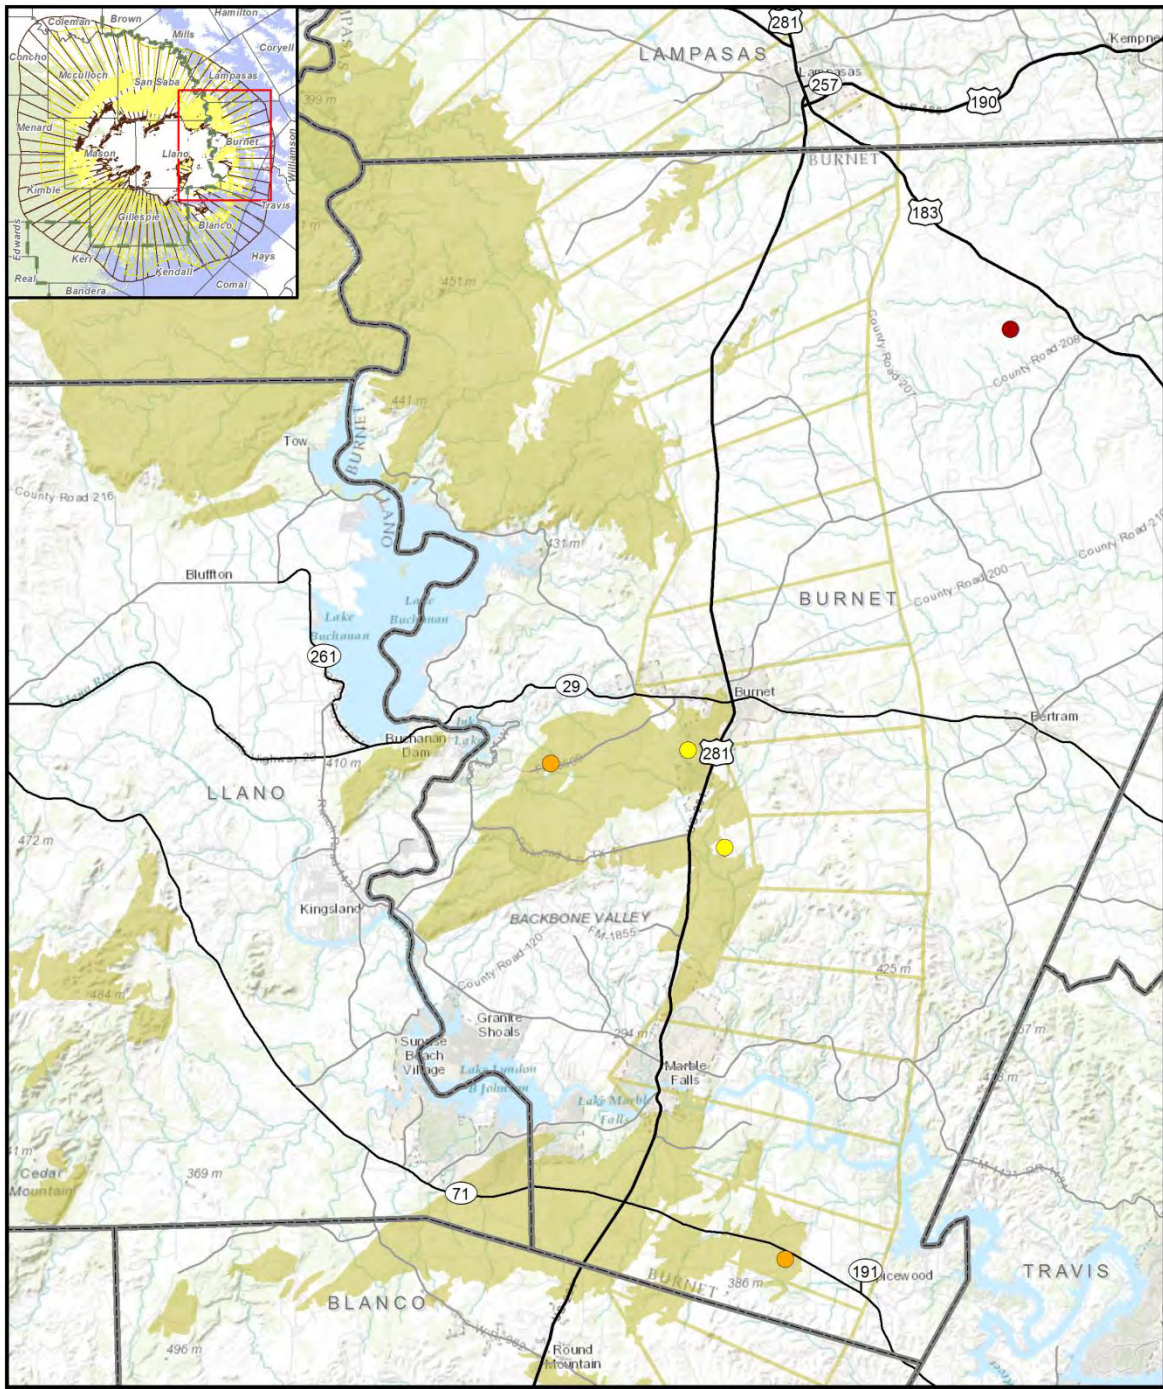 Coleman
Brown
Hamilton
Mills
Coryell
Concho
Mcculloch
San Saba
Lampasas
Menard
Mason
Llano
Burnet
Williamson
Kimble
Gillespie
Blanco
Travis
Edwards
Kerr
Hays
Real
Kendall
Comal
Bandera
281
Kempne
LAMPASAS
Lampasas
257
190
399 m
BURNET
183
451 m
County Road 207
County Road 208
441 m
BURNET
Tow
County Road 216
LLANO
431 m
Bluffton
County Road 200
BURNET
Lake
Buchanan
Lake
Buchanan
261
29
Burnet
Bertram
Buchanan
Dam
281
410 m
LLANO
472 m
Kingsland
BACKBONE VALLEY
FM-1855
County Road 120
425 m
484 m
Granite
Shoals
294 m
Sunrise
Beach
Village
Lake Lyndon
B Johnson
Marble
Falls
Lake Marble
Falls
Cedar
Mountain
369 m
71
191
picewood
TRAVIS
BURNET
386 m
BLANCO
496 m
Round
Mountain